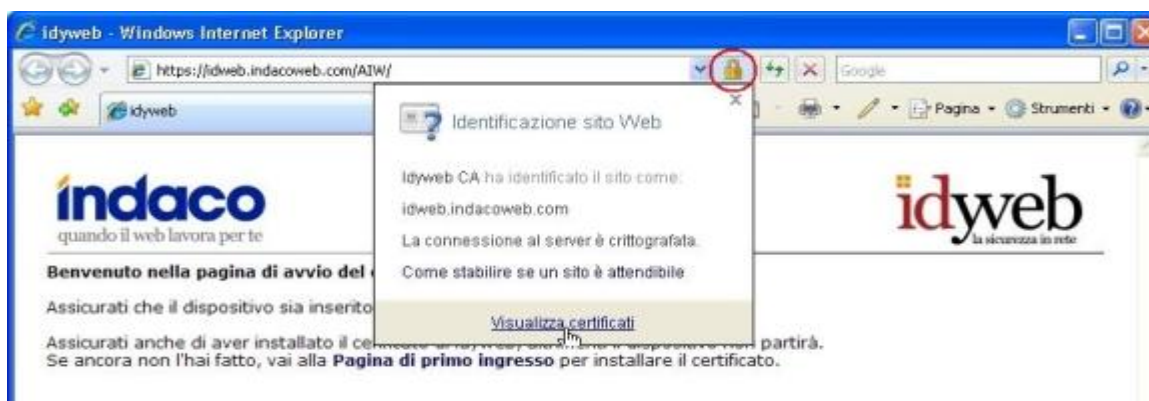 idyweb - Windows Internet Explorer
https://idweb.indacoweb.com/AIW/
Google
idyweb
Pagina
Strumenti
Identificazione sito Web
Idyweb CA ha identificato il sito come:
idweb.indacoweb.com
La connessione al server è crittografata.
Come stabilire se un sito è attendibile
Visualizza certificati
indaco
quando il web lavora per te
idyweb
la sicurezza in rete
Benvenuto nella pagina di avvio del
Assicurati che il dispositivo sia inserito
Assicurati anche di aver installato il partirà.
Se ancora non l'hai fatto, vai alla Pagina di primo ingresso per installare il certificato.